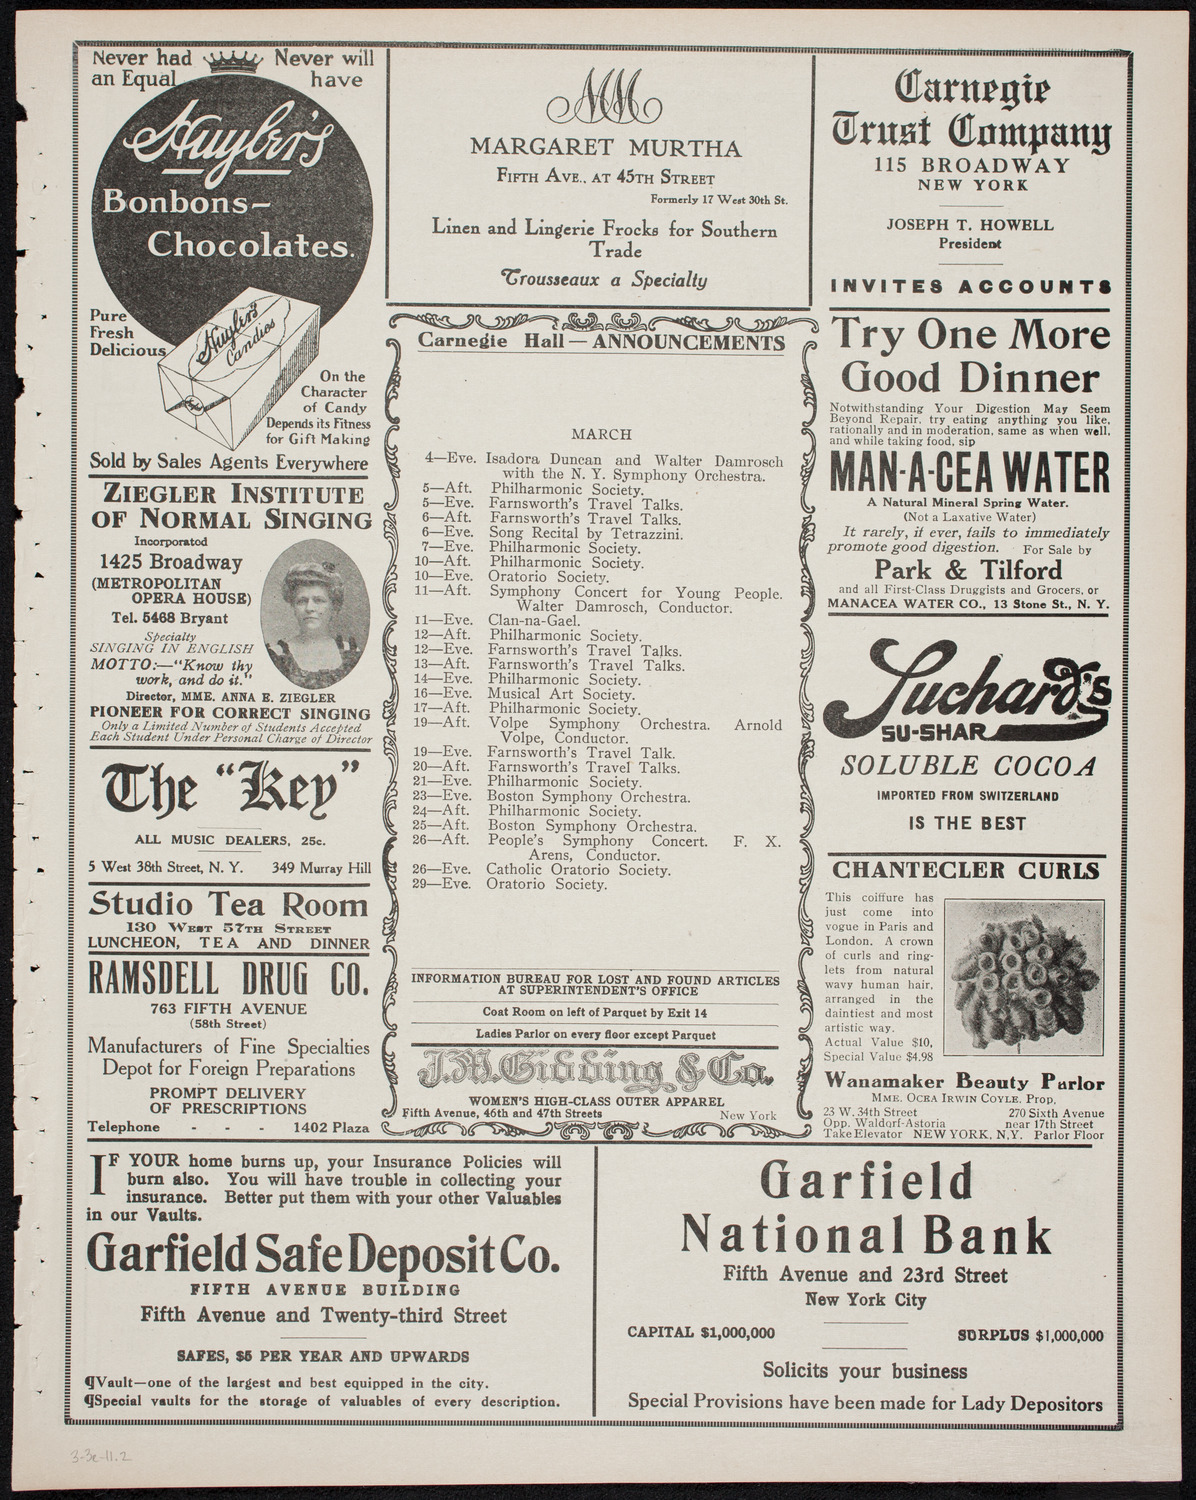 Never had an Equal
Never will have
Huyler's
Bonbons-
Chocolates.
Pure
Fresh
Delicious
Huyler's
Candies
On the
Character
of Candy
Depends its Fitness
for Gift Making
Sold by Sales Agents Everywhere
ZIEGLER INSTITUTE
OF NORMAL SINGING
Incorporated
1425 Broadway
(METROPOLITAN
OPERA HOUSE)
Tel. 5468 Bryant
Specialty
SINGING IN ENGLISH
MOTTO:—"Know thy
work, and do it."
Director, MME. ANNA E. ZIEGLER
PIONEER FOR CORRECT SINGING
Only a Limited Number of Students Accepted
Each Student Under Personal Charge of Director
The "Key"
ALL MUSIC DEALERS, 25c.
5 West 38th Street, N. Y. 349 Murray Hill
Studio Tea Room
130 WEST 57TH STREET
LUNCHEON, TEA AND DINNER
RAMSDELL DRUG CO.
763 FIFTH AVENUE
(58th Street)
Manufacturers of Fine Specialties
Depot for Foreign Preparations
PROMPT DELIVERY
OF PRESCRIPTIONS
Telephone - - - 1402 Plaza
MM
MARGARET MURTHA
FIFTH AVE., AT 45TH STREET
Formerly 17 West 30th St.
Linen and Lingerie Frocks for Southern
Trade
Trousseaux a Specialty
Carnegie Hall—ANNOUNCEMENTS
MARCH
4—Eve. Isadora Duncan and Walter Damrosch
with the N. Y. Symphony Orchestra.
5—Aft. Philharmonic Society.
5—Eve. Farnsworth's Travel Talks.
6—Aft. Farnsworth's Travel Talks.
6—Eve. Song Recital by Tetrazzini.
7—Eve. Philharmonic Society.
10—Aft. Philharmonic Society.
10—Eve. Oratorio Society.
11—Aft. Symphony Concert for Young People.
Walter Damrosch, Conductor.
11—Eve. Clan-na-Gael.
12—Aft. Philharmonic Society.
12—Eve. Farnsworth's Travel Talks.
13—Aft. Farnsworth's Travel Talks.
14—Eve. Philharmonic Society.
16—Eve. Musical Art Society.
17—Aft. Philharmonic Society.
19—Aft. Volpe Symphony Orchestra. Arnold
Volpe, Conductor.
19—Eve. Farnsworth's Travel Talk.
20—Aft. Farnsworth's Travel Talks.
21—Eve. Philharmonic Society.
23—Eve. Boston Symphony Orchestra.
24—Aft. Philharmonic Society.
25—Aft. Boston Symphony Orchestra.
26—Aft. People's Symphony Concert. F. X.
Arens, Conductor.
26—Eve. Catholic Oratorio Society.
29—Eve. Oratorio Society.
INFORMATION BUREAU FOR LOST AND FOUND ARTICLES
AT SUPERINTENDENT'S OFFICE
Coat Room on left of Parquet by Exit 14
Ladies Parlor on every floor except Parquet
J.M. Gidding & Co.
WOMEN'S HIGH-CLASS OUTER APPAREL
Fifth Avenue, 46th and 47th Streets New York
Carnegie
Trust Company
115 BROADWAY
NEW YORK
JOSEPH T. HOWELL
President
INVITES ACCOUNTS
Try One More
Good Dinner
Notwithstanding Your Digestion May Seem
Beyond Repair, try eating anything you like,
rationally and in moderation, same as when well,
and while taking food, sip
MAN-A-CEA WATER
A Natural Mineral Spring Water.
(Not a Laxative Water)
It rarely, if ever, fails to immediately
promote good digestion. For Sale by
Park & Tilford
and all First-Class Druggists and Grocers, or
MANACEA WATER CO., 13 Stone St., N. Y.
Suchard's
SU-SHAR
SOLUBLE COCOA
IMPORTED FROM SWITZERLAND
IS THE BEST
CHANTECLER CURLS
This coiffure has
just come into
vogue in Paris and
London. A crown
of curls and ring-
lets from natural
wavy human hair,
arranged in the
daintiest and most
artistic way.
Actual Value $10,
Special Value $4.98
Wanamaker Beauty Parlor
MME. OCRA IRWIN COYLE, Prop,
23 W. 34th Street 270 Sixth Avenue
Opp. Waldorf-Astoria near 17th Street
Take Elevator NEW YORK, N.Y. Parlor Floor
IF YOUR home burns up, your Insurance Policies will
burn also. You will have trouble in collecting your
insurance. Better put them with your other Valuables
in our Vaults.
Garfield Safe Deposit Co.
FIFTH AVENUE BUILDING
Fifth Avenue and Twenty-third Street
SAFES, $5 PER YEAR AND UPWARDS
¶Vault—one of the largest and best equipped in the city.
¶Special vaults for the storage of valuables of every description.
Garfield
National Bank
Fifth Avenue and 23rd Street
New York City
CAPITAL $1,000,000 SURPLUS $1,000,000
Solicits your business
Special Provisions have been made for Lady Depositors